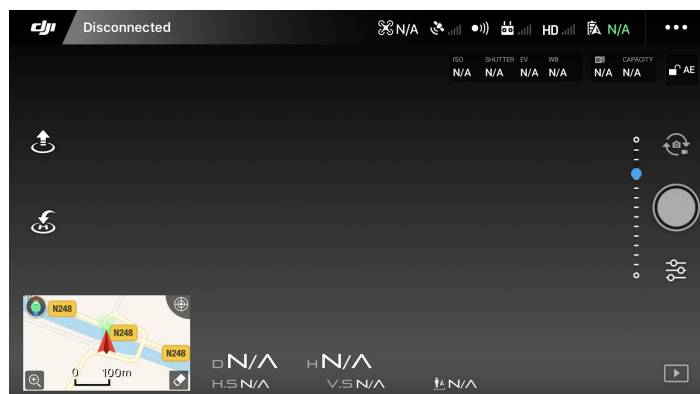 dji Disconnected N/A HD N/A
ISO SHUTTER EV WB CAPACITY
N/A N/A N/A N/A N/A N/A AE
H
N248
N248
N248
0 100m
D N/A H N/A
H.S N/A V.S N/A N/A